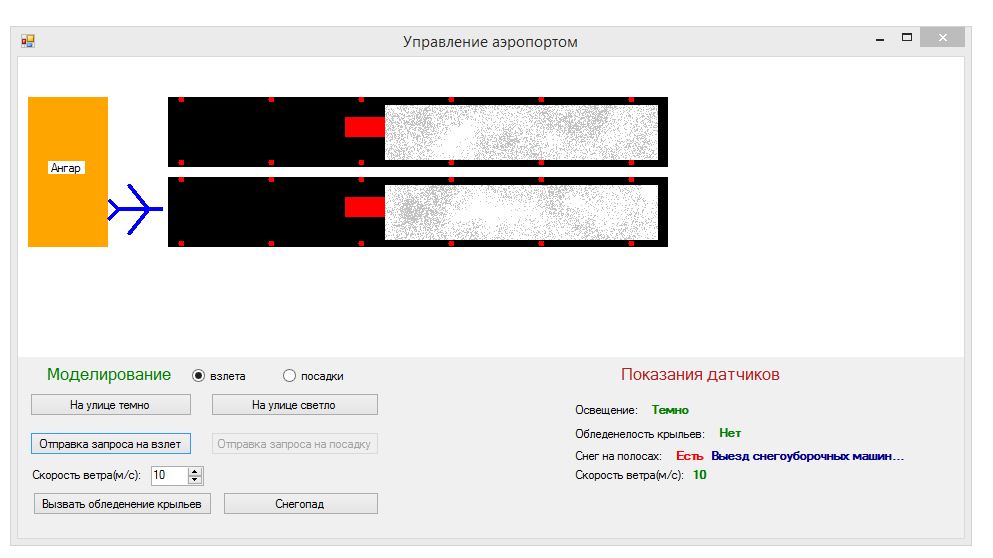 Управление аэропортом
Ангар
Моделирование взлета посадки
На улице темно На улице светло
Отправка запроса на взлет Отправка запроса на посадку
Скорость ветра(м/с): 10
Вызвать обледенение крыльев Снегопад
Показания датчиков
Освещение: Темно
Обледенелость крыльев: Нет
Снег на полосах: Есть Выезд снегоуборочных машин...
Скорость ветра(м/с): 10